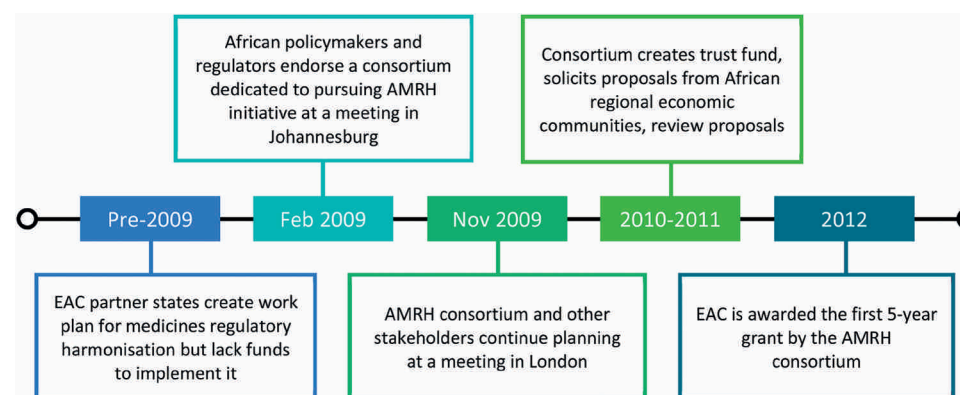 African policymakers and
regulators endorse a consortium
dedicated to pursuing AMRH
initiative at a meeting in
Johannesburg
Consortium creates trust fund,
solicits proposals from African
regional economic
communities, review proposals
Pre-2009
Feb 2009
Nov 2009
2010-2011
2012
EAC partner states create work
plan for medicines regulatory
harmonisation but lack funds
to implement it
AMRH consortium and other
stakeholders continue planning
at a meeting in London
EAC is awarded the first 5-year
grant by the AMRH
consortium